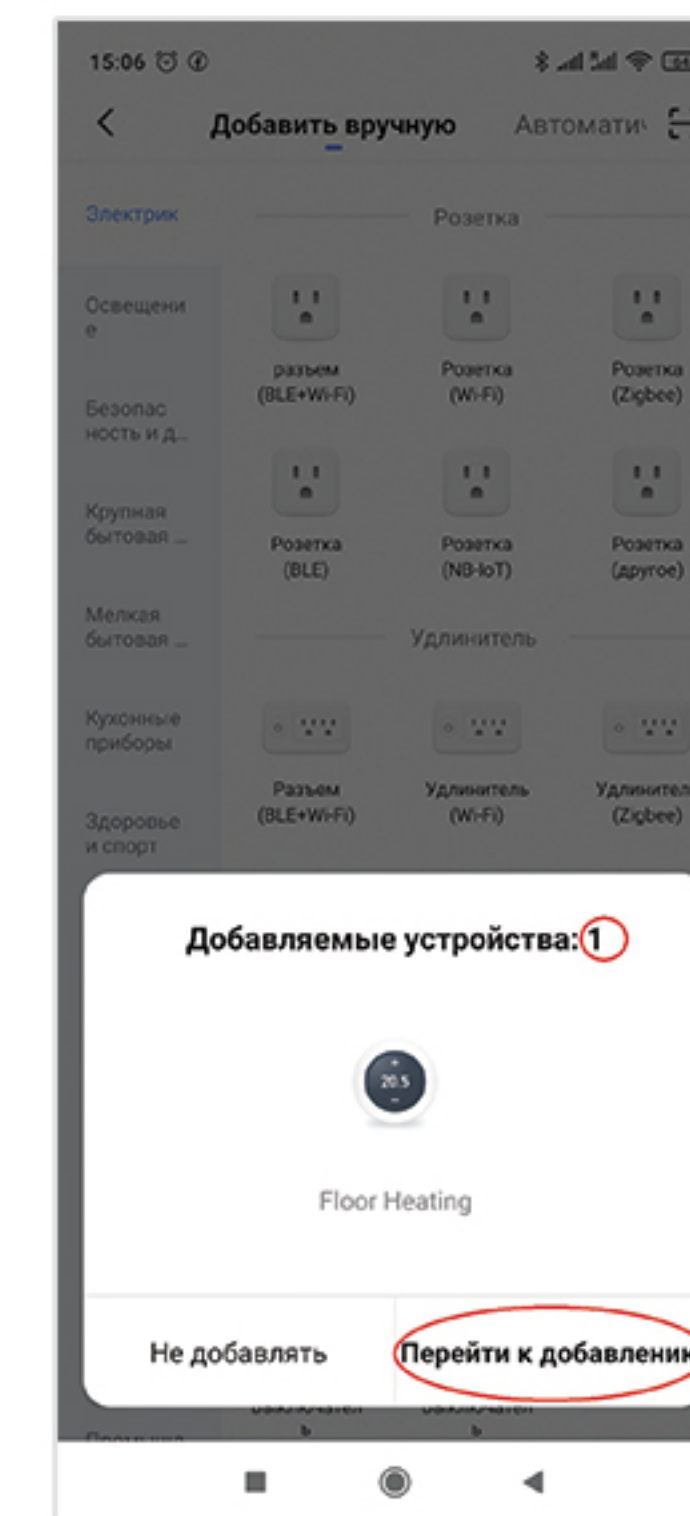 15:06
Добавить вручную
Автомати
Электрик
Розетка
Освещени
е
разъем
(BLE+Wi-Fi)
Розетка
(Wi-Fi)
Розетка
(Zigbee)
Безопас
ность и д...
Крупная
бытовая ...
Розетка
(BLE)
Розетка
(NB-IoT)
Розетка
(другое)
Мелкая
бытовая ...
Удлинитель
Кухонные
приборы
Разъем
(BLE+Wi-Fi)
Удлинитель
(Wi-Fi)
Удлинител
(Zigbee)
Здоровье
и спорт
Добавляемые устройства: 1
20.5
Floor Heating
Не добавлять
Перейти к добавлени